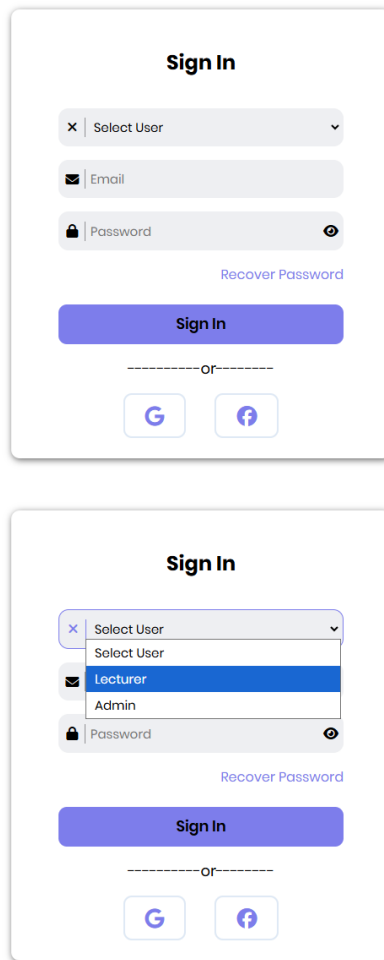 Sign In
Select User
Email
Password
Recover Password
Sign In
----------or--------
Sign In
Select User
Select User
Lecturer
Admin
Password
Recover Password
Sign In
----------or--------